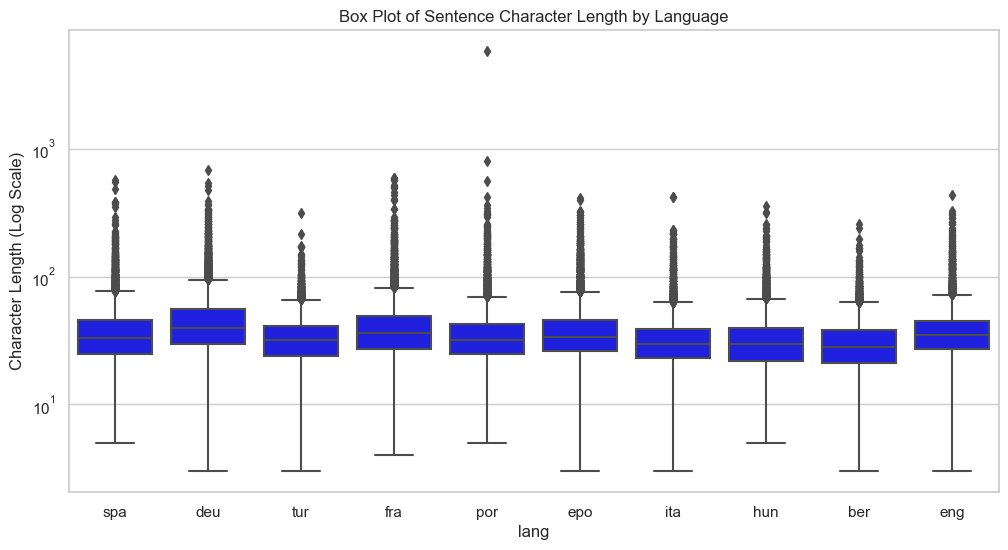 Box Plot of Sentence Character Length by Language
Character Length (Log Scale)
10³
10²
10¹
spa deu tur fra por epo ita hun ber eng
lang